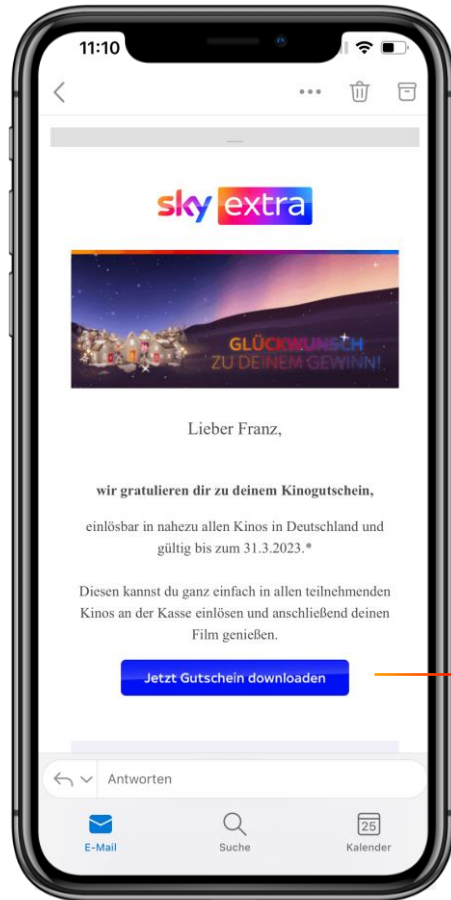 11:10
sky extra
GLÜCKWUNSCH
ZU DEINEM GEWINN!
Lieber Franz,
wir gratulieren dir zu deinem Kinogutschein,
einlösbar in nahezu allen Kinos in Deutschland und
gültig bis zum 31.3.2023.*
Diesen kannst du ganz einfach in allen teilnehmenden
Kinos an der Kasse einlösen und anschließend deinen
Film genießen.
Jetzt Gutschein downloaden
Antworten
25
E-Mail Suche Kalender